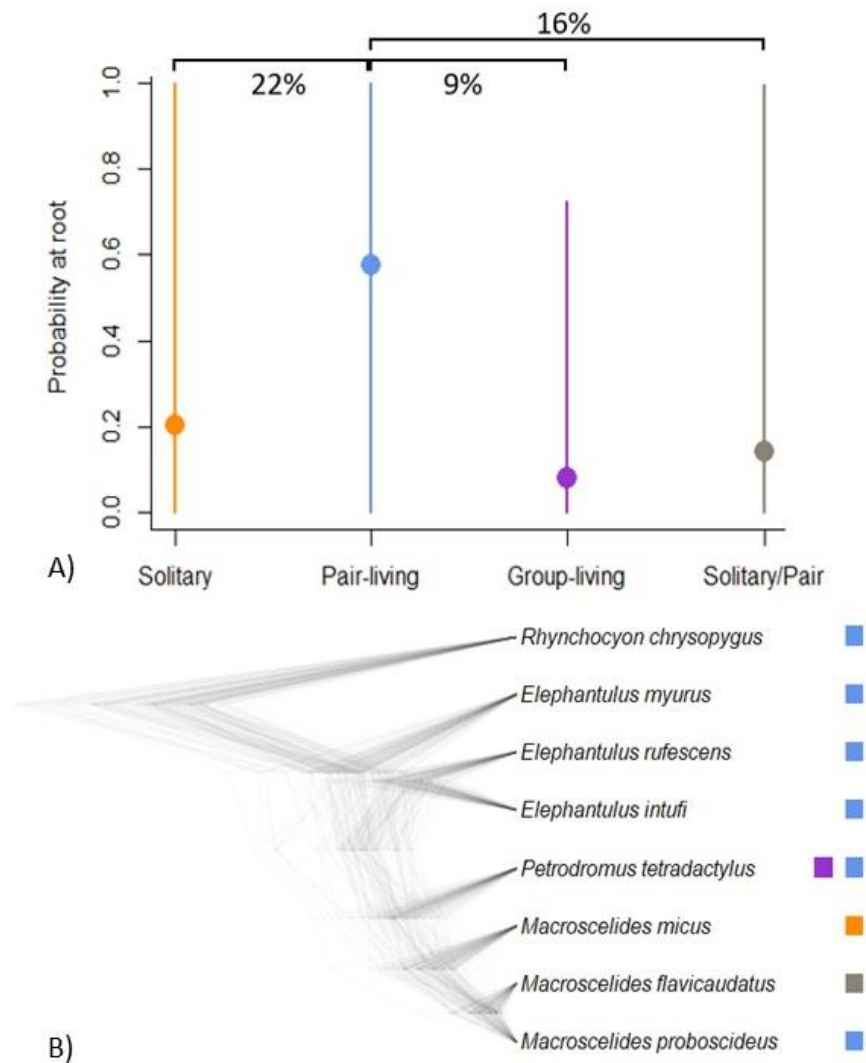 16%
22% 9%
1.0
0.8
0.6
0.4
0.2
0.0
Probability at root
A)
Solitary Pair-living Group-living Solitary/Pair
Rhynchocyon chrysopygus
Elephantulus myurus
Elephantulus rufescens
Elephantulus intufi
Petrodromus tetradactylus
Macroscelides micus
Macroscelides flavicaudatus
Macroscelides proboscideus
B)